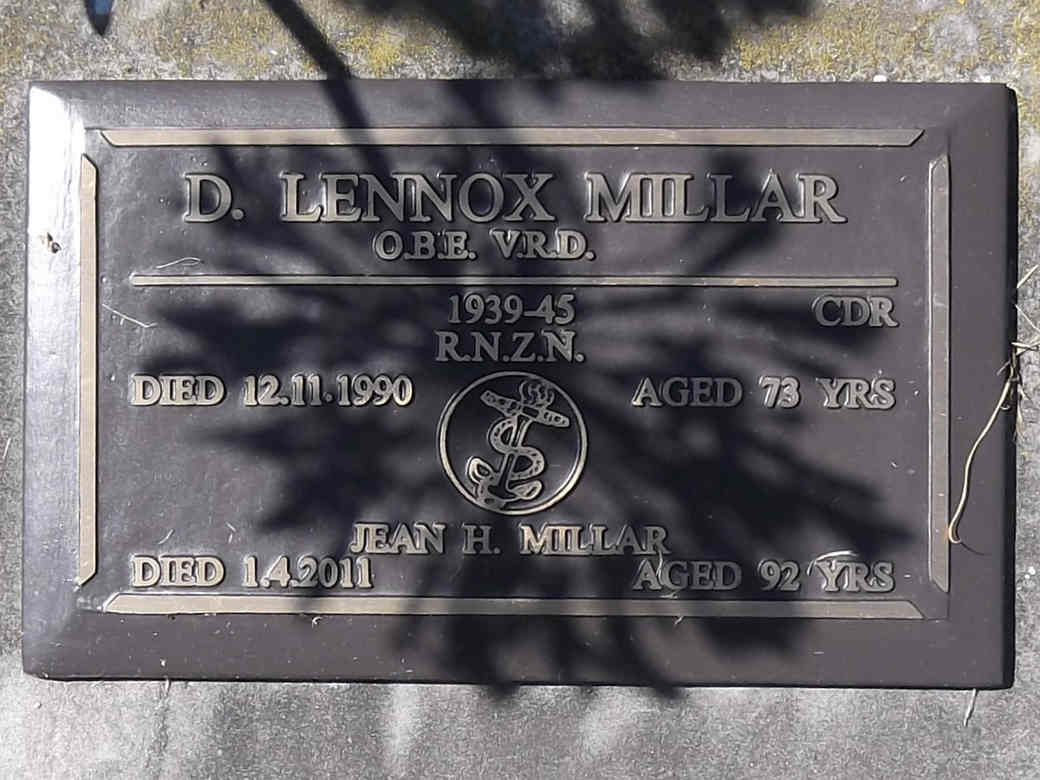 D. LENNOX MILLAR
O.B.E. V.R.D.
1939-45 CDR
R.N.Z.N.
DIED 12.11.1990 AGED 73 YRS
JEAN H. MILLAR
DIED 1.4.2011 AGED 92 YRS